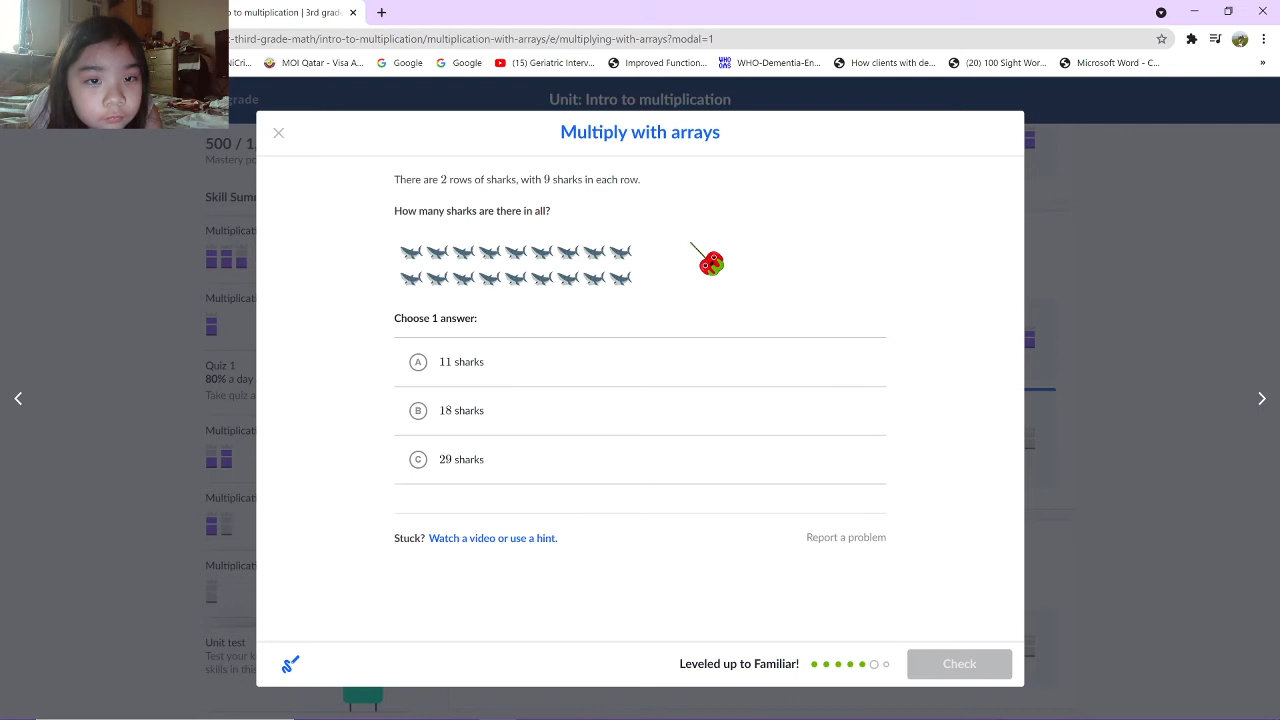 o to multiplication | 3rd grade
t-third-grade-math/intro-to-multiplication/multiplication-with-arrays/e/multiplying-with-arrays?modal=1
NiCri...
MOI Qatar - Visa A...
Google
Google
(15) Geriatric Interv...
Improved Function...
WHO-Dementia-En...
How clients with de...
(20) 100 Sight Wor...
Microsoft Word - C...
»
grade
Unit: Intro to multiplication
500 / 1,
Mastery po
Skill Sum
Multiplicat
Multiplicat
Quiz 1
80% a day
Take quiz a
Multiplicat
Multiplicat
Multiplicat
Unit test
Test your k
skills in this
Multiply with arrays
There are 2 rows of sharks, with 9 sharks in each row.
How many sharks are there in all?
Choose 1 answer:
A 11 sharks
B 18 sharks
C 29 sharks
Stuck? Watch a video or use a hint.
Report a problem
Leveled up to Familiar!
Check